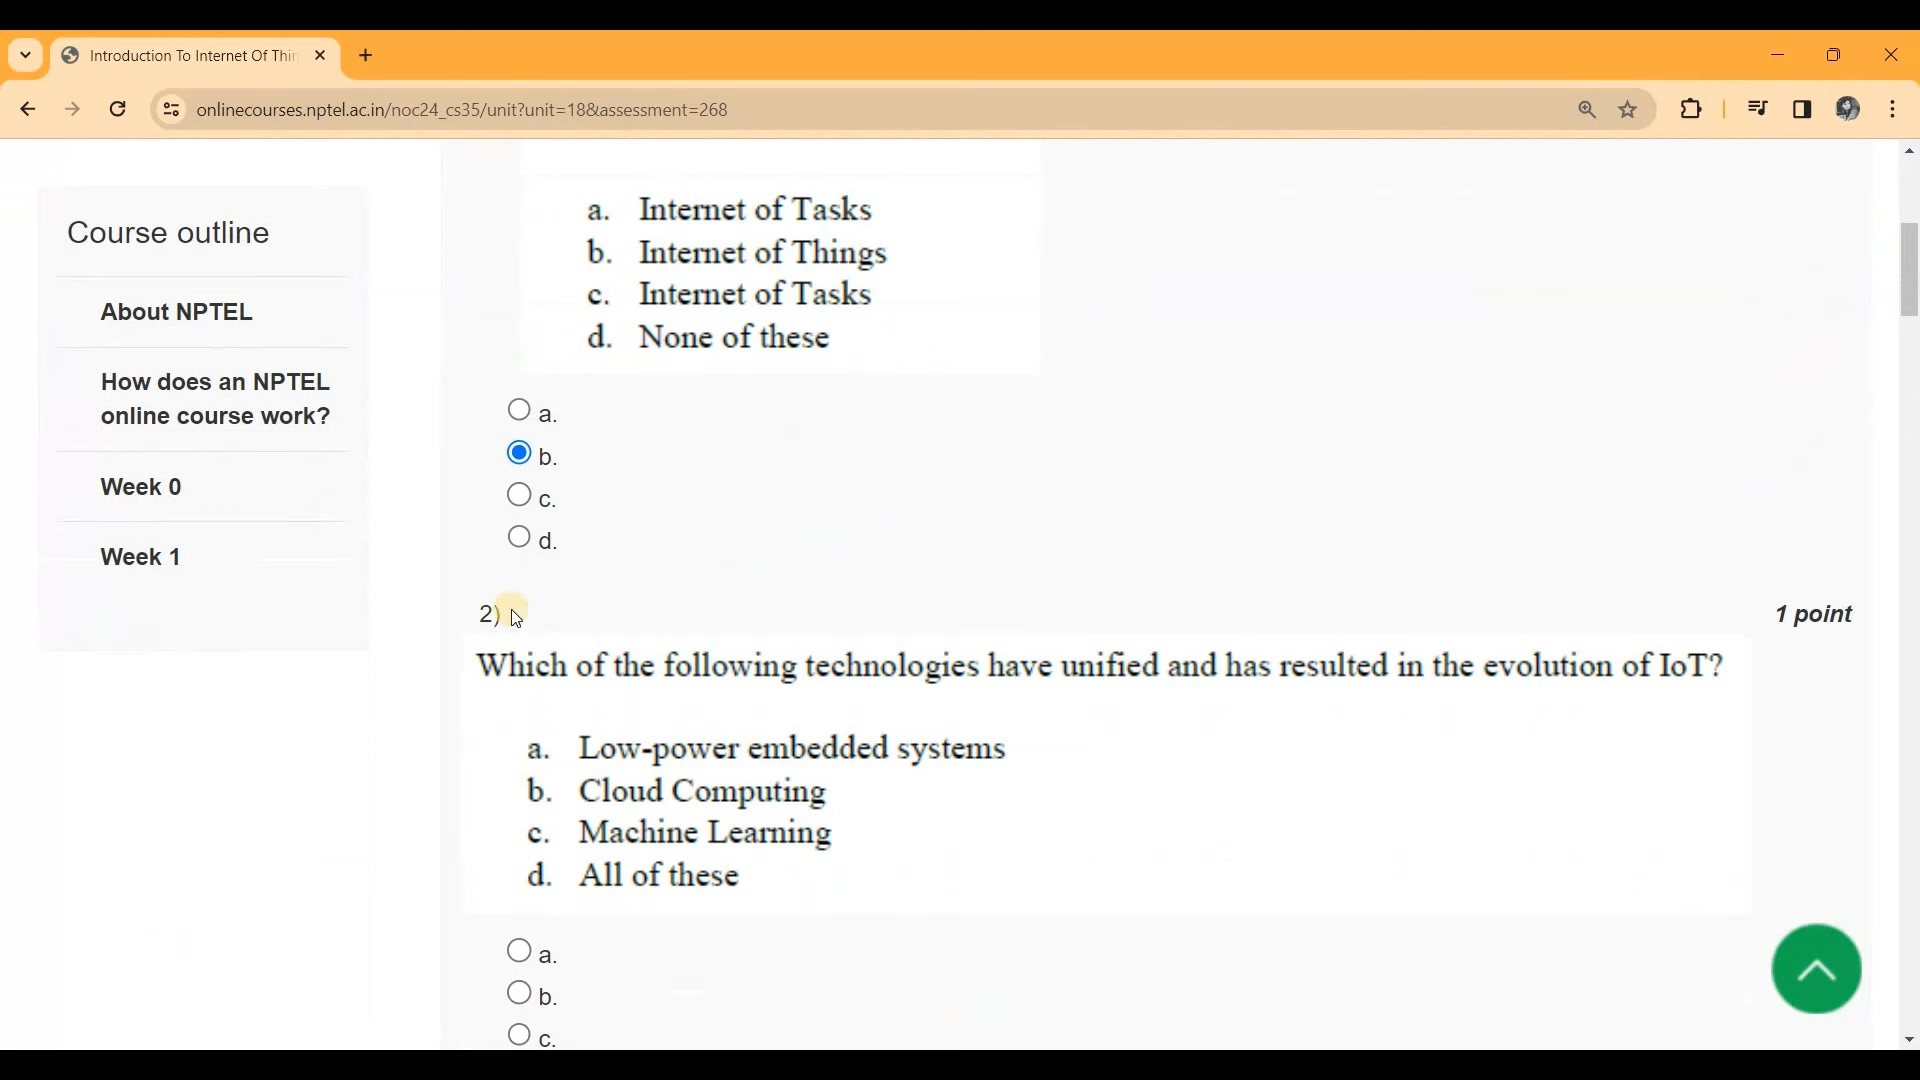 Introduction To Internet Of Thin
onlinecourses.nptel.ac.in/noc24_cs35/unit?unit=18&assessment=268
Course outline
About NPTEL
How does an NPTEL
online course work?
Week 0
Week 1
a. Internet of Tasks
b. Internet of Things
c. Internet of Tasks
d. None of these
a.
b.
c.
d.
2)
1 point
Which of the following technologies have unified and has resulted in the evolution of IoT?
a. Low-power embedded systems
b. Cloud Computing
c. Machine Learning
d. All of these
a.
b.
c.